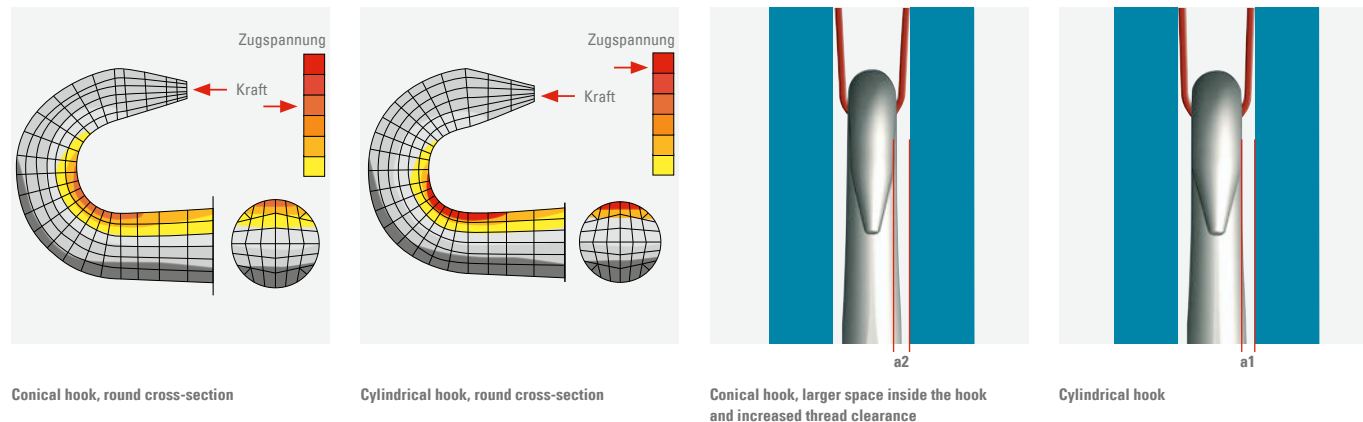 Zugspannung
Kraft
Zugspannung
Kraft
a2
a1
Conical hook, round cross-section
Cylindrical hook, round cross-section
Conical hook, larger space inside the hook
and increased thread clearance
Cylindrical hook